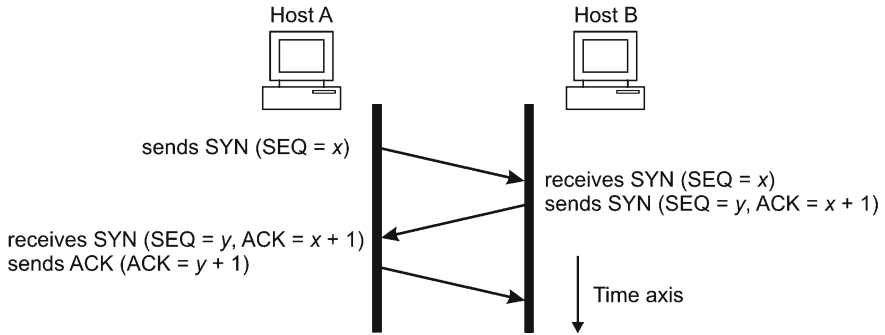 Host A
Host B
sends SYN (SEQ = x)
receives SYN (SEQ = x)
sends SYN (SEQ = y, ACK = x + 1)
receives SYN (SEQ = y, ACK = x + 1)
sends ACK (ACK = y + 1)
Time axis